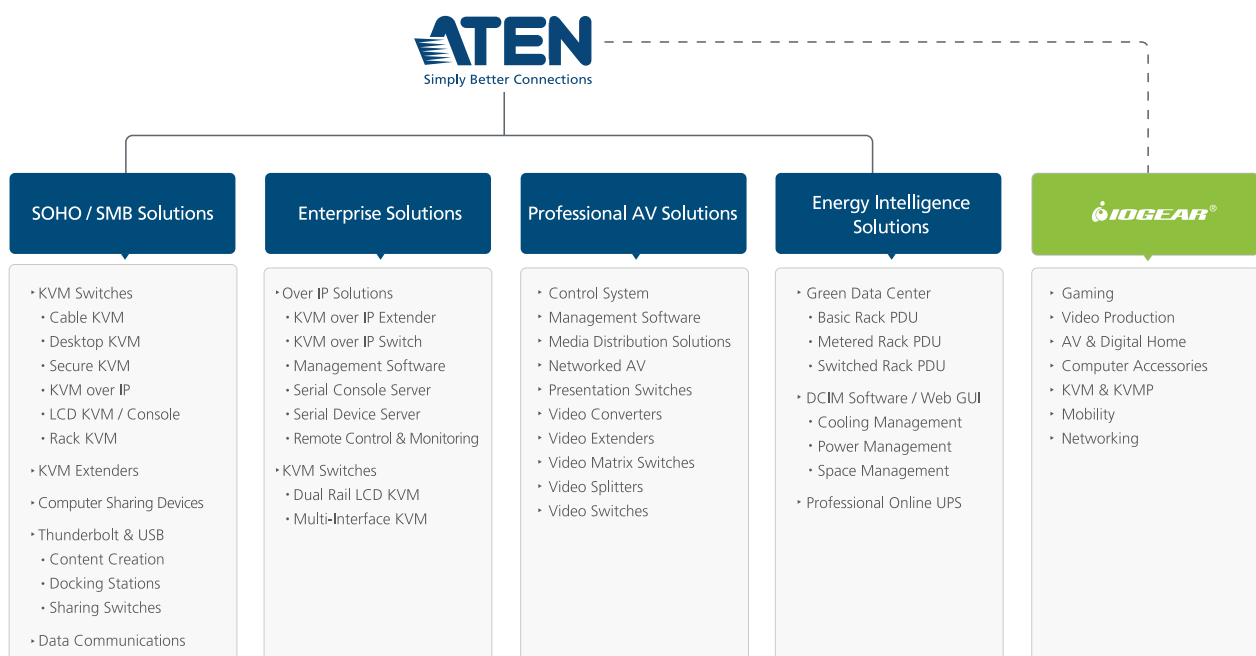 ATEN
Simply Better Connections
SOHO / SMB Solutions
‣ KVM Switches
• Cable KVM
• Desktop KVM
• Secure KVM
• KVM over IP
• LCD KVM / Console
• Rack KVM
‣ KVM Extenders
‣ Computer Sharing Devices
‣ Thunderbolt & USB
• Content Creation
• Docking Stations
• Sharing Switches
‣ Data Communications
Enterprise Solutions
‣ Over IP Solutions
• KVM over IP Extender
• KVM over IP Switch
• Management Software
• Serial Console Server
• Serial Device Server
• Remote Control & Monitoring
‣ KVM Switches
• Dual Rail LCD KVM
• Multi-Interface KVM
Professional AV Solutions
‣ Control System
‣ Management Software
‣ Media Distribution Solutions
‣ Networked AV
‣ Presentation Switches
‣ Video Converters
‣ Video Extenders
‣ Video Matrix Switches
‣ Video Splitters
‣ Video Switches
Energy Intelligence
Solutions
‣ Green Data Center
• Basic Rack PDU
• Metered Rack PDU
• Switched Rack PDU
‣ DCIM Software / Web GUI
• Cooling Management
• Power Management
• Space Management
‣ Professional Online UPS
IOGEAR®
‣ Gaming
‣ Video Production
‣ AV & Digital Home
‣ Computer Accessories
‣ KVM & KVMP
‣ Mobility
‣ Networking